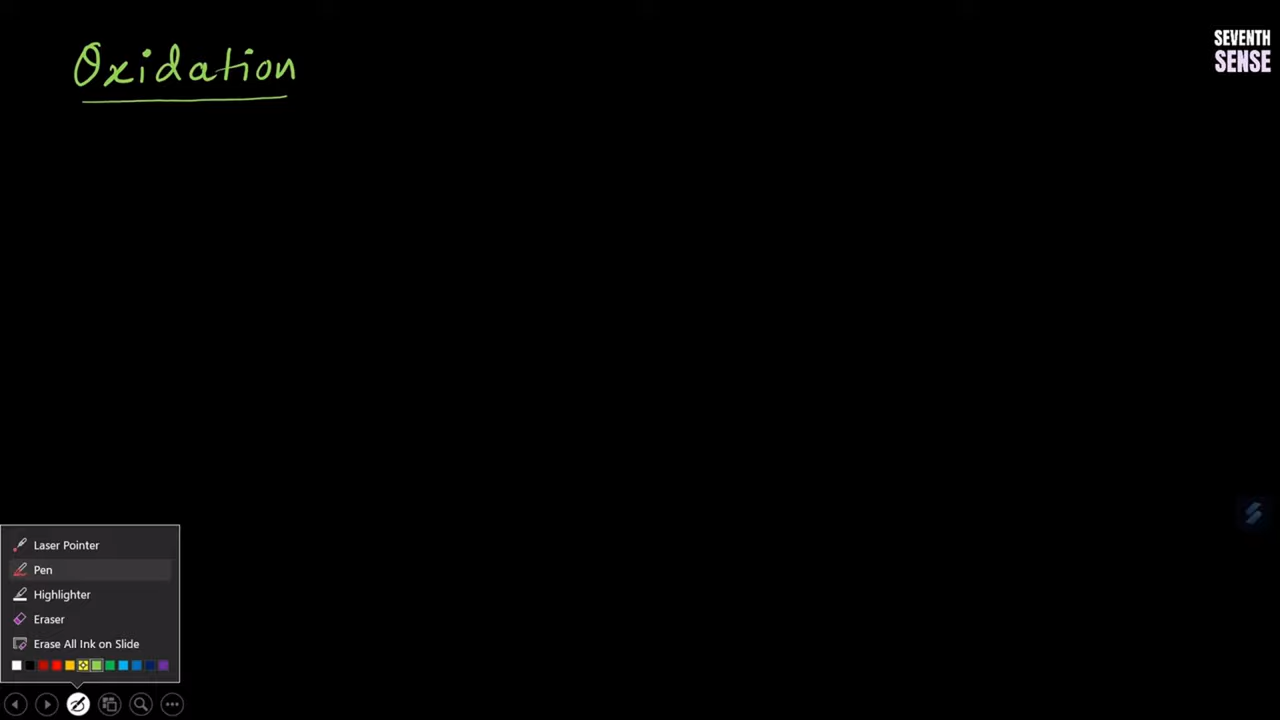 Oxidation
SEVENTH
SENSE
Laser Pointer
Pen
Highlighter
Eraser
Erase All Ink on Slide